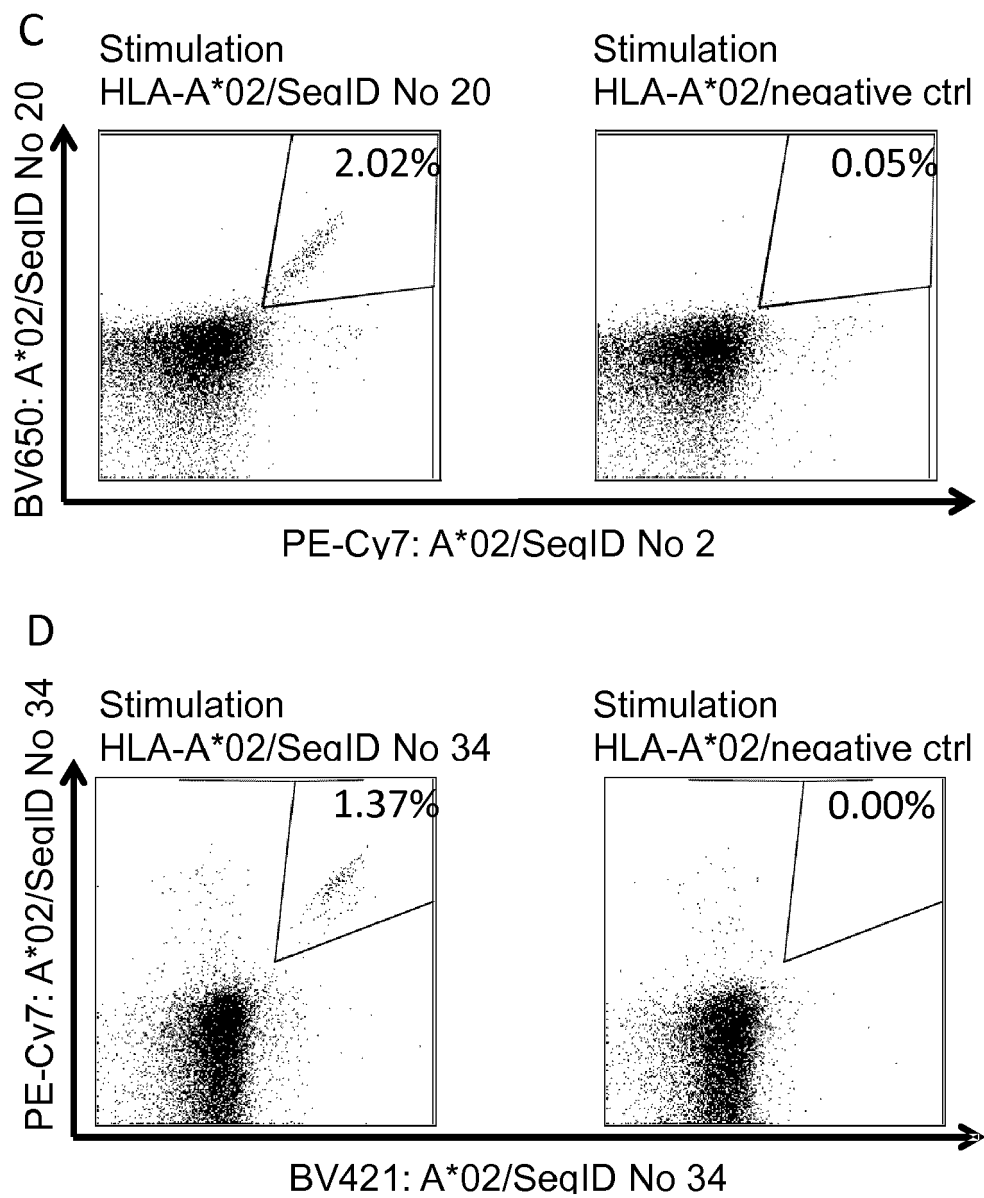 C
Stimulation
HLA-A*02/SeqID No 20
Stimulation
HLA-A*02/negative ctrl
BV650: A*02/SeqID No 20
2.02%
0.05%
PE-Cy7: A*02/SeqID No 2
D
Stimulation
HLA-A*02/SeqID No 34
Stimulation
HLA-A*02/negative ctrl
PE-Cy7: A*02/SeqID No 34
1.37%
0.00%
BV421: A*02/SeqID No 34